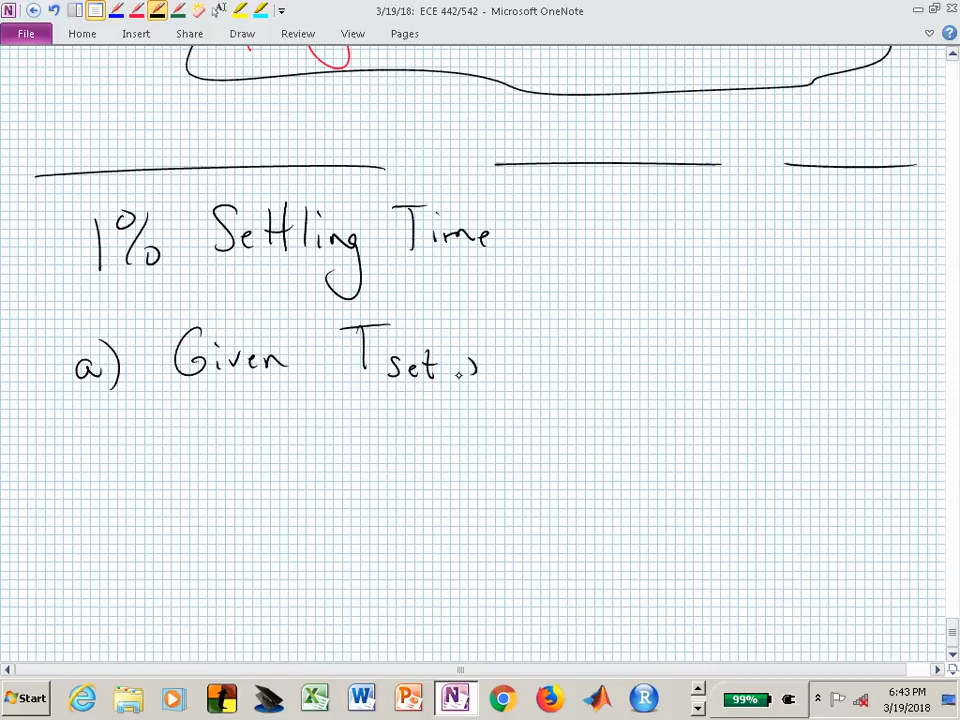 3/19/18: ECE 442/542 - Microsoft OneNote
File Home Insert Share Draw Review View Pages
1% Settling Time
a) Given Tset
Start
99%
6:43 PM
3/19/2018